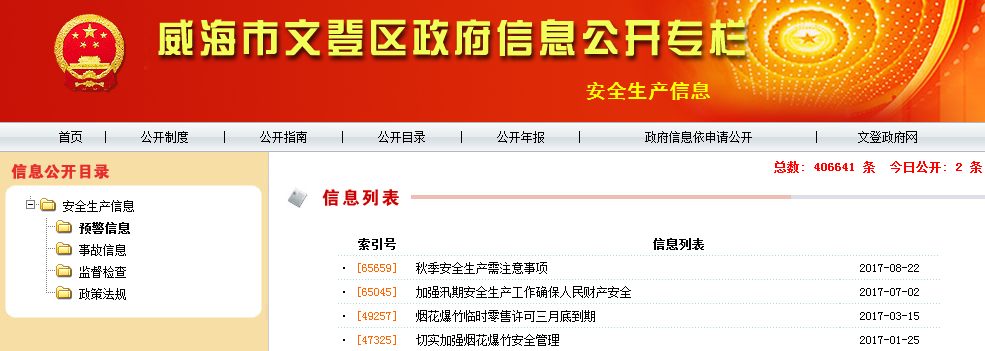 威海市文登区政府信息公开专栏
安全生产信息
首页 公开制度 公开指南 公开目录 公开年报 政府信息依申请公开 文登政府网
总数: 406641 条 今日公开: 2 条
信息公开目录
安全生产信息
预警信息
事故信息
监督检查
政策法规
信息列表
索引号 信息列表
· [65659] 秋季安全生产需注意事项 2017-08-22
· [65045] 加强汛期安全生产工作确保人民财产安全 2017-07-02
· [49257] 烟花爆竹临时零售许可三月底到期 2017-03-15
· [47325] 切实加强烟花爆竹安全管理 2017-01-25